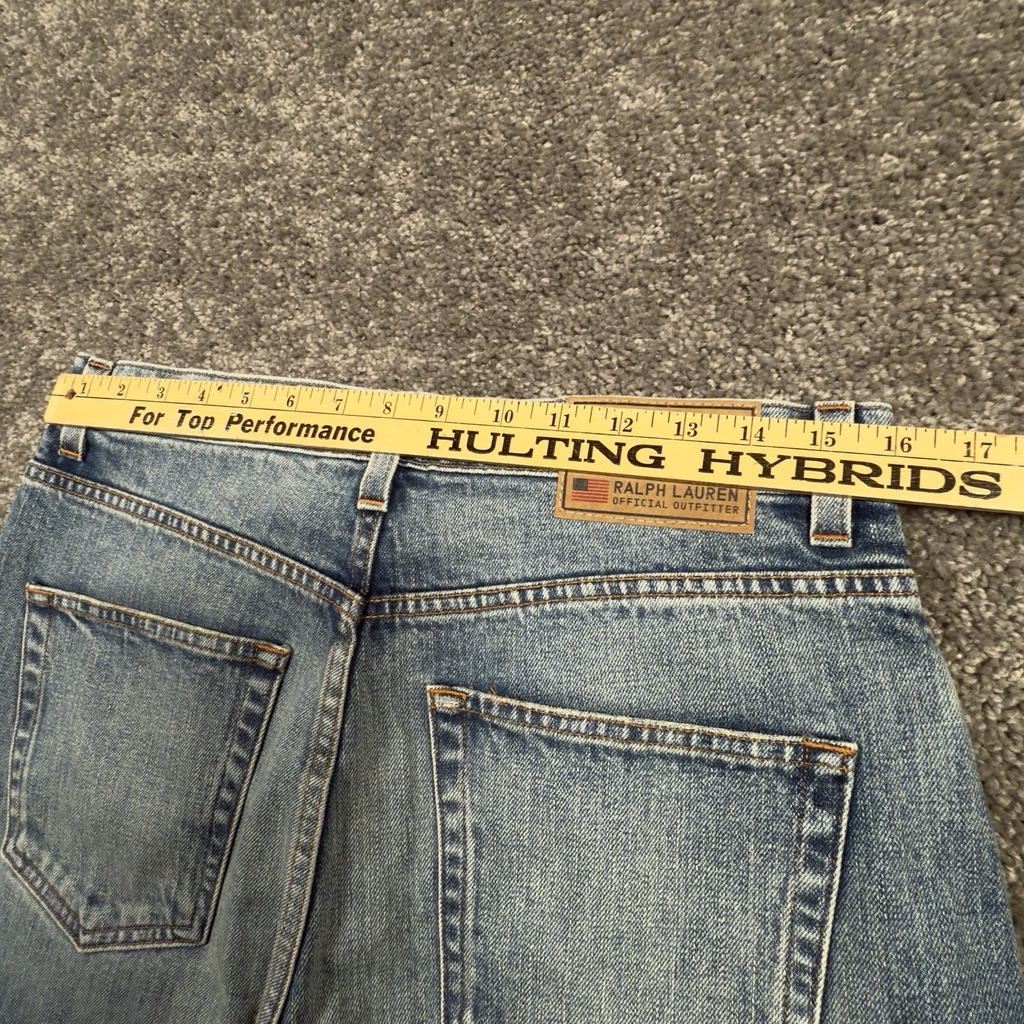 1 2 3 4 5 6 7 8 9 10 11 12 13 14 15 16 17
For Top Performance HULTING HYBRIDS
RALPH LAUREN
OFFICIAL OUTFITTER